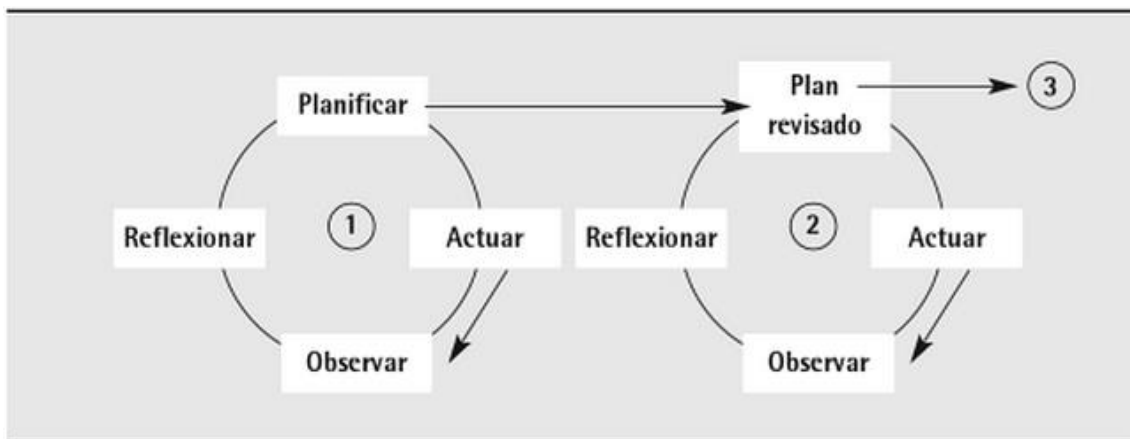 Planificar
Reflexionar
1
Actuar
Observar
Plan
revisado
3
Reflexionar
2
Actuar
Observar